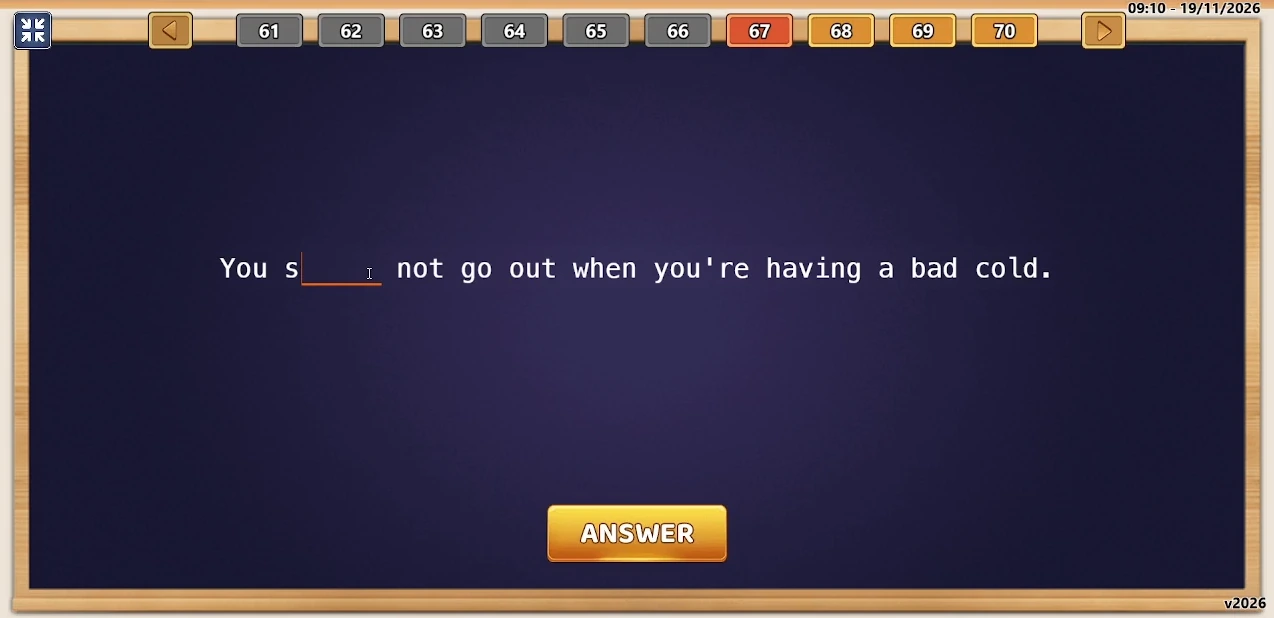 09:10 - 19/11/2026
61 62 63 64 65 66 67 68 69 70
You s_____ not go out when you're having a bad cold.
ANSWER
v2026